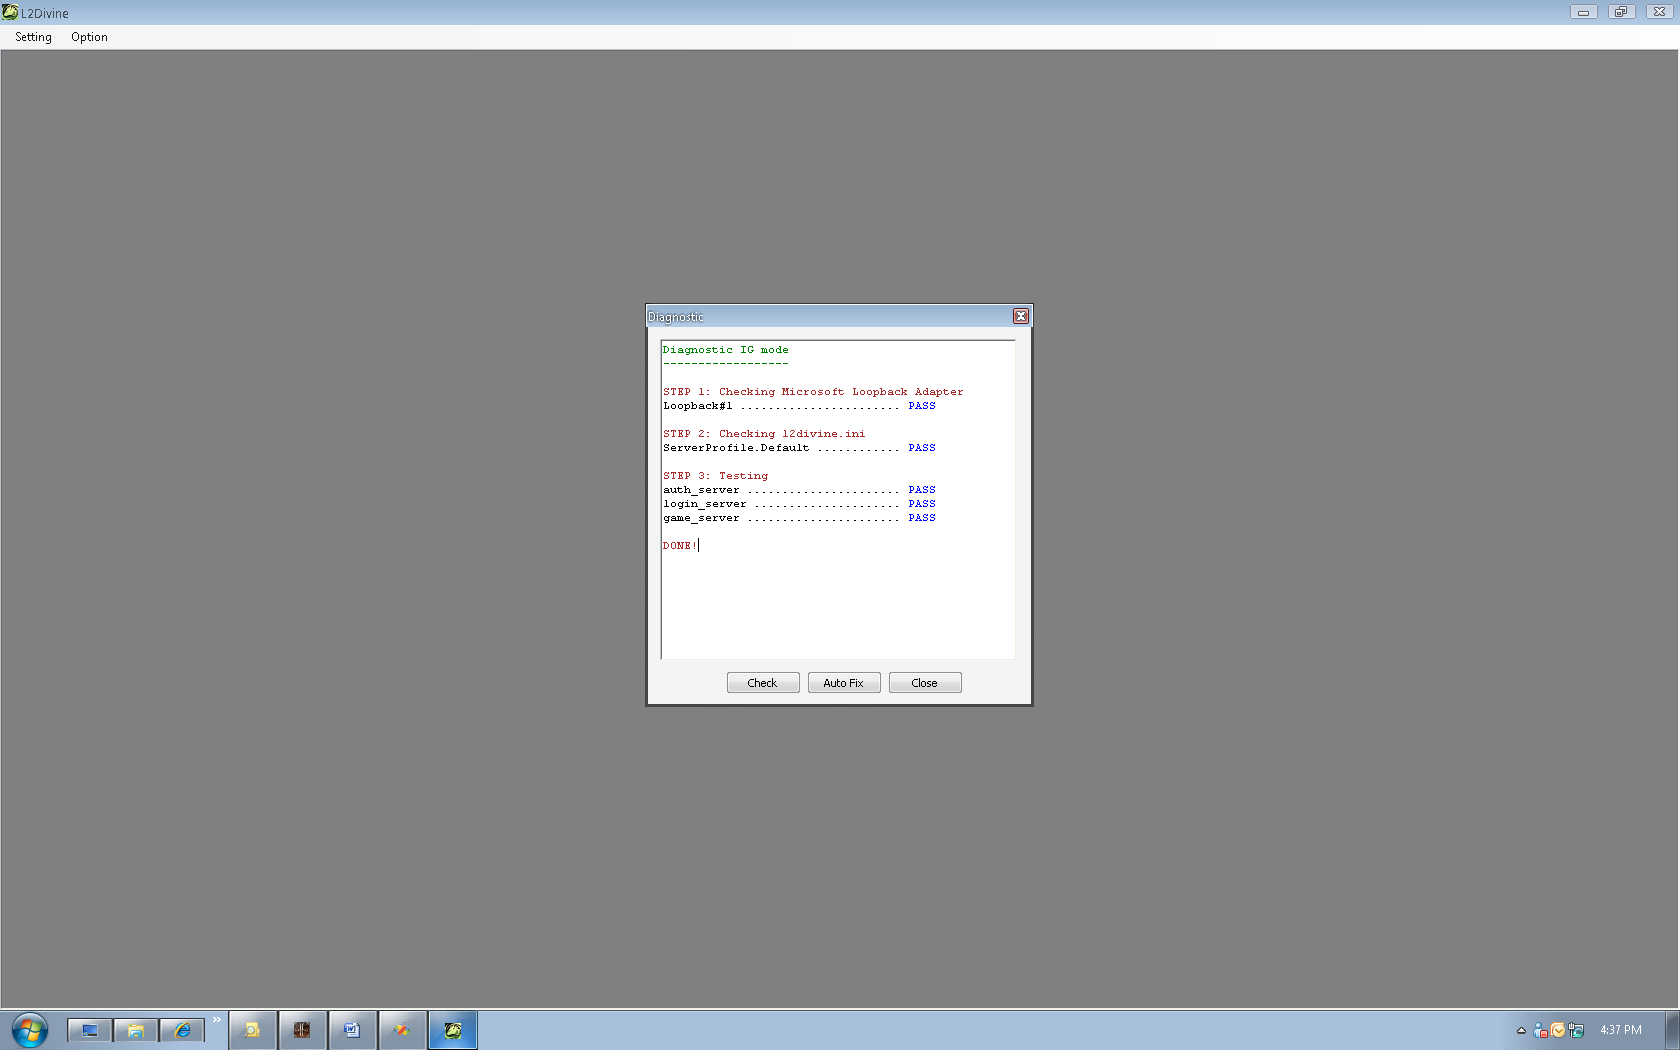 L2Divine
Setting Option
Diagnostic
Diagnostic IG mode
------------------
STEP 1: Checking Microsoft Loopback Adapter
Loopback#1 ....................... PASS
STEP 2: Checking l2divine.ini
ServerProfile.Default ............ PASS
STEP 3: Testing
auth_server ...................... PASS
login_server ..................... PASS
game_server ...................... PASS
DONE!
Check Auto Fix Close
4:37 PM